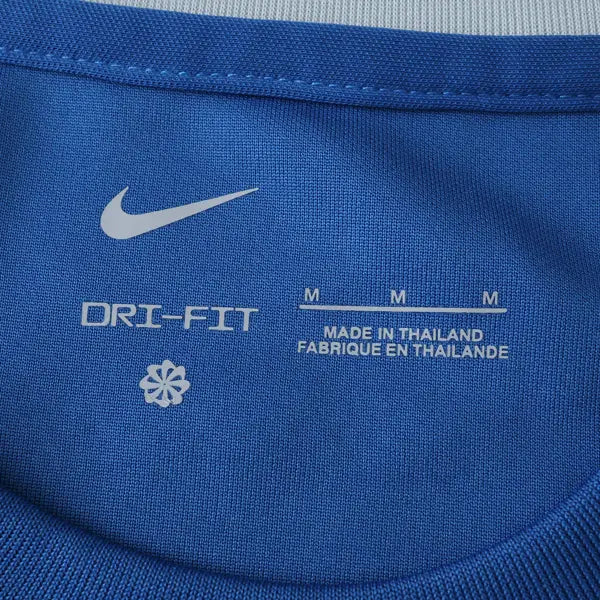 DRI-FIT
M M M
MADE IN THAILAND
FABRIQUE EN THAILANDE